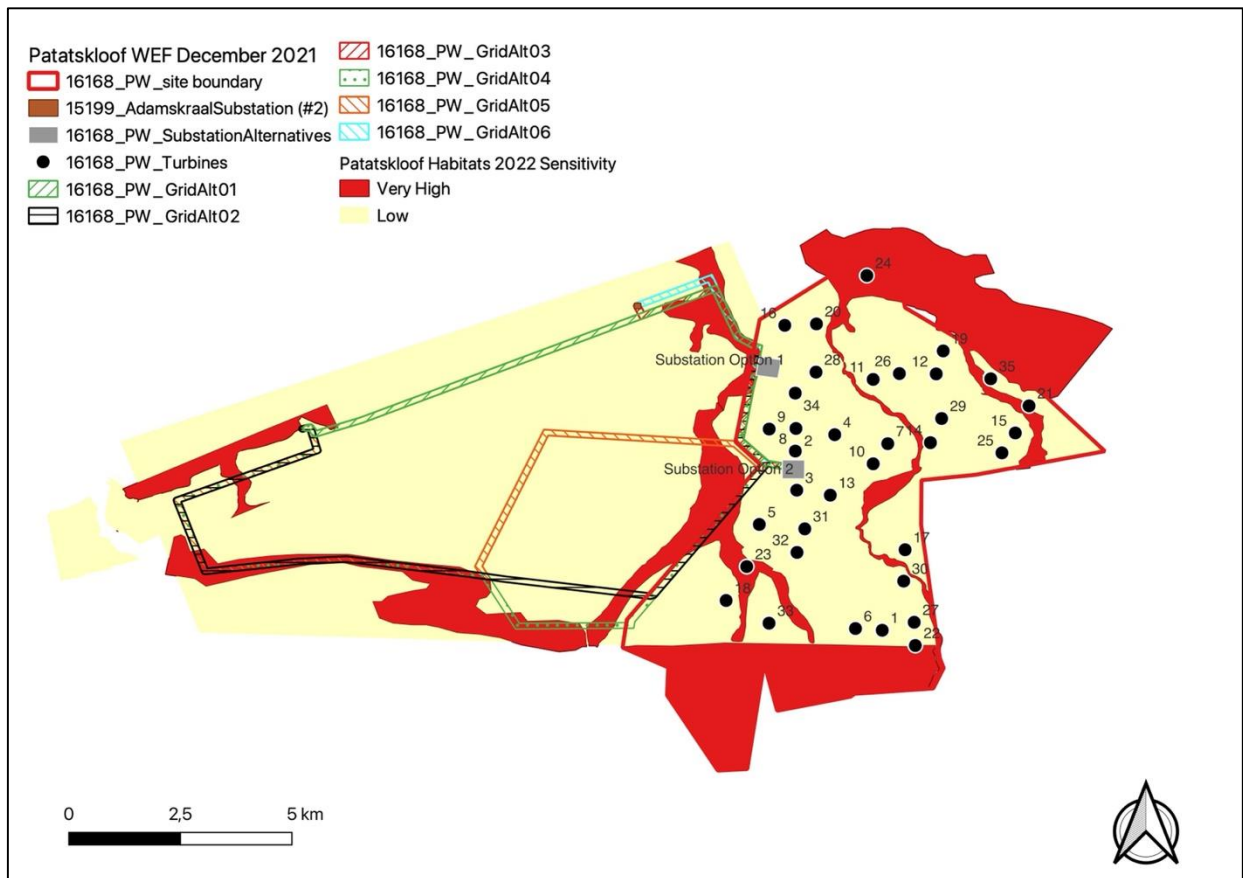 Patatskloof WEF December 2021
16168_PW_site boundary
15199_AdamskraalSubstation (#2)
16168_PW_SubstationAlternatives
16168_PW_Turbines
16168_PW_GridAlt01
16168_PW_GridAlt02
16168_PW_GridAlt03
16168_PW_GridAlt04
16168_PW_GridAlt05
16168_PW_GridAlt06
Patatskloof Habitats 2022 Sensitivity
Very High
Low
24
16
20
19
Substation Option 1
28
11
26
12
35
34
21
9
4
29
8
2
7
14
15
10
25
Substation Option 2
3
13
5
31
32
17
23
30
18
33
6
1
27
22
0
2,5
5 km